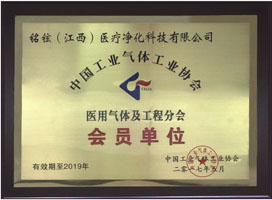 铭铉（江西）医疗净化科技有限公司
中国工业气体工业协会
医用气体及工程分会
会员单位
有效期至2019年
中国工业气体工业协会
二〇一七年五月